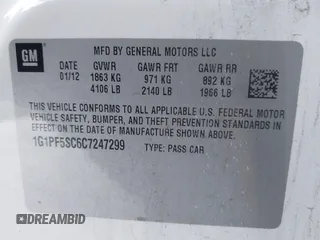 GM
MFD BY GENERAL MOTORS LLC
DATE GVWR GAWR FRT GAWR RR
01/12 1863 KG 971 KG 892 KG
4106 LB 2140 LB 1966 LB
THIS VEHICLE CONFORMS TO ALL APPLICABLE U.S. FEDERAL MOTOR
VEHICLE SAFETY, BUMPER, AND THEFT PREVENTION STANDARDS IN
EFFECT ON THE DATE OF MANUFACTURE SHOWN ABOVE.
1G1PF5SC6C7247299 TYPE: PASS CAR
DREAMBID